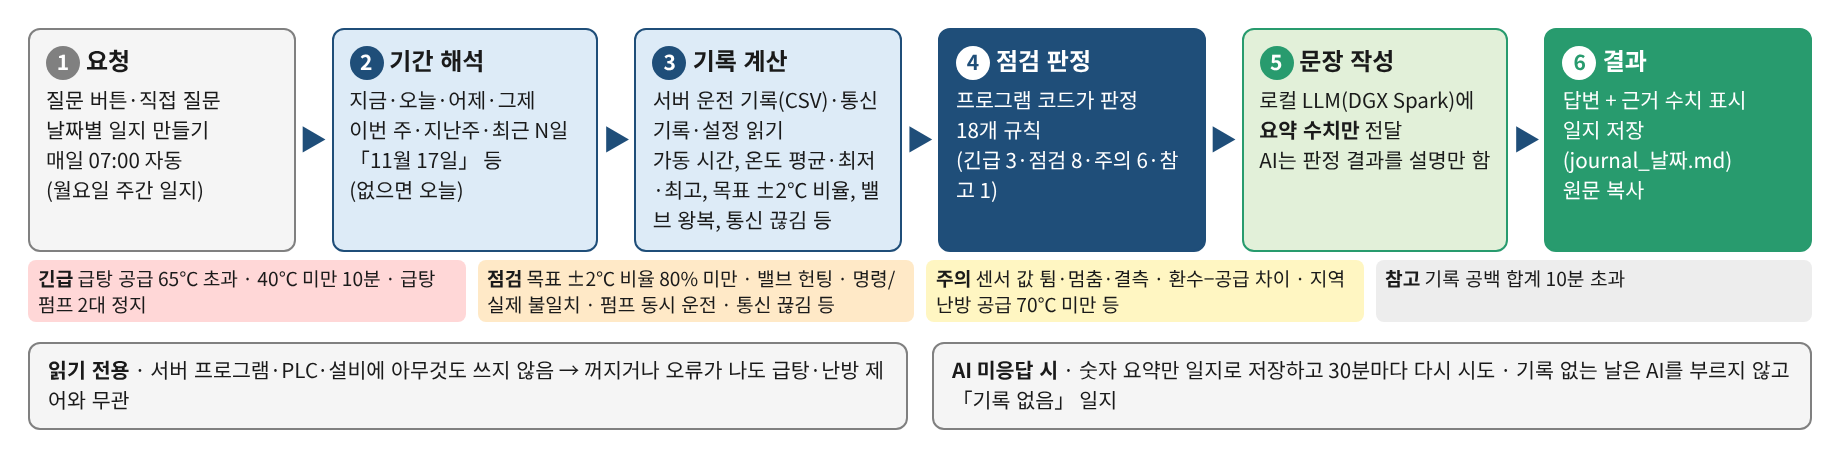 1 요청
질문 버튼·직접 질문
날짜별 일지 만들기
매일 07:00 자동
(월요일 주간 일지)
2 기간 해석
지금·오늘·어제·그제
이번 주·지난주·최근 N일
「11월 17일」 등
(없으면 오늘)
3 기록 계산
서버 운전 기록(CSV)·통신
기록·설정 읽기
가동 시간, 온도 평균·최저
·최고, 목표 ±2℃ 비율, 밸
브 왕복, 통신 끊김 등
4 점검 판정
프로그램 코드가 판정
18개 규칙
(긴급 3·점검 8·주의 6·참
고 1)
5 문장 작성
로컬 LLM(DGX Spark)에
요약 수치만 전달
AI는 판정 결과를 설명만 함
6 결과
답변 + 근거 수치 표시
일지 저장
(journal_날짜.md)
원문 복사
긴급 급탕 공급 65℃ 초과 · 40℃ 미만 10분 · 급탕
펌프 2대 정지
점검 목표 ±2℃ 비율 80% 미만 · 밸브 헌팅 · 명령/
실제 불일치 · 펌프 동시 운전 · 통신 끊김 등
주의 센서 값 튐·멈춤·결측 · 환수−공급 차이 · 지역
난방 공급 70℃ 미만 등
참고 기록 공백 합계 10분 초과
읽기 전용 · 서버 프로그램·PLC·설비에 아무것도 쓰지 않음 → 꺼지거나 오류가 나도 급탕·난방 제
어와 무관
AI 미응답 시 · 숫자 요약만 일지로 저장하고 30분마다 다시 시도 · 기록 없는 날은 AI를 부르지 않고
「기록 없음」 일지